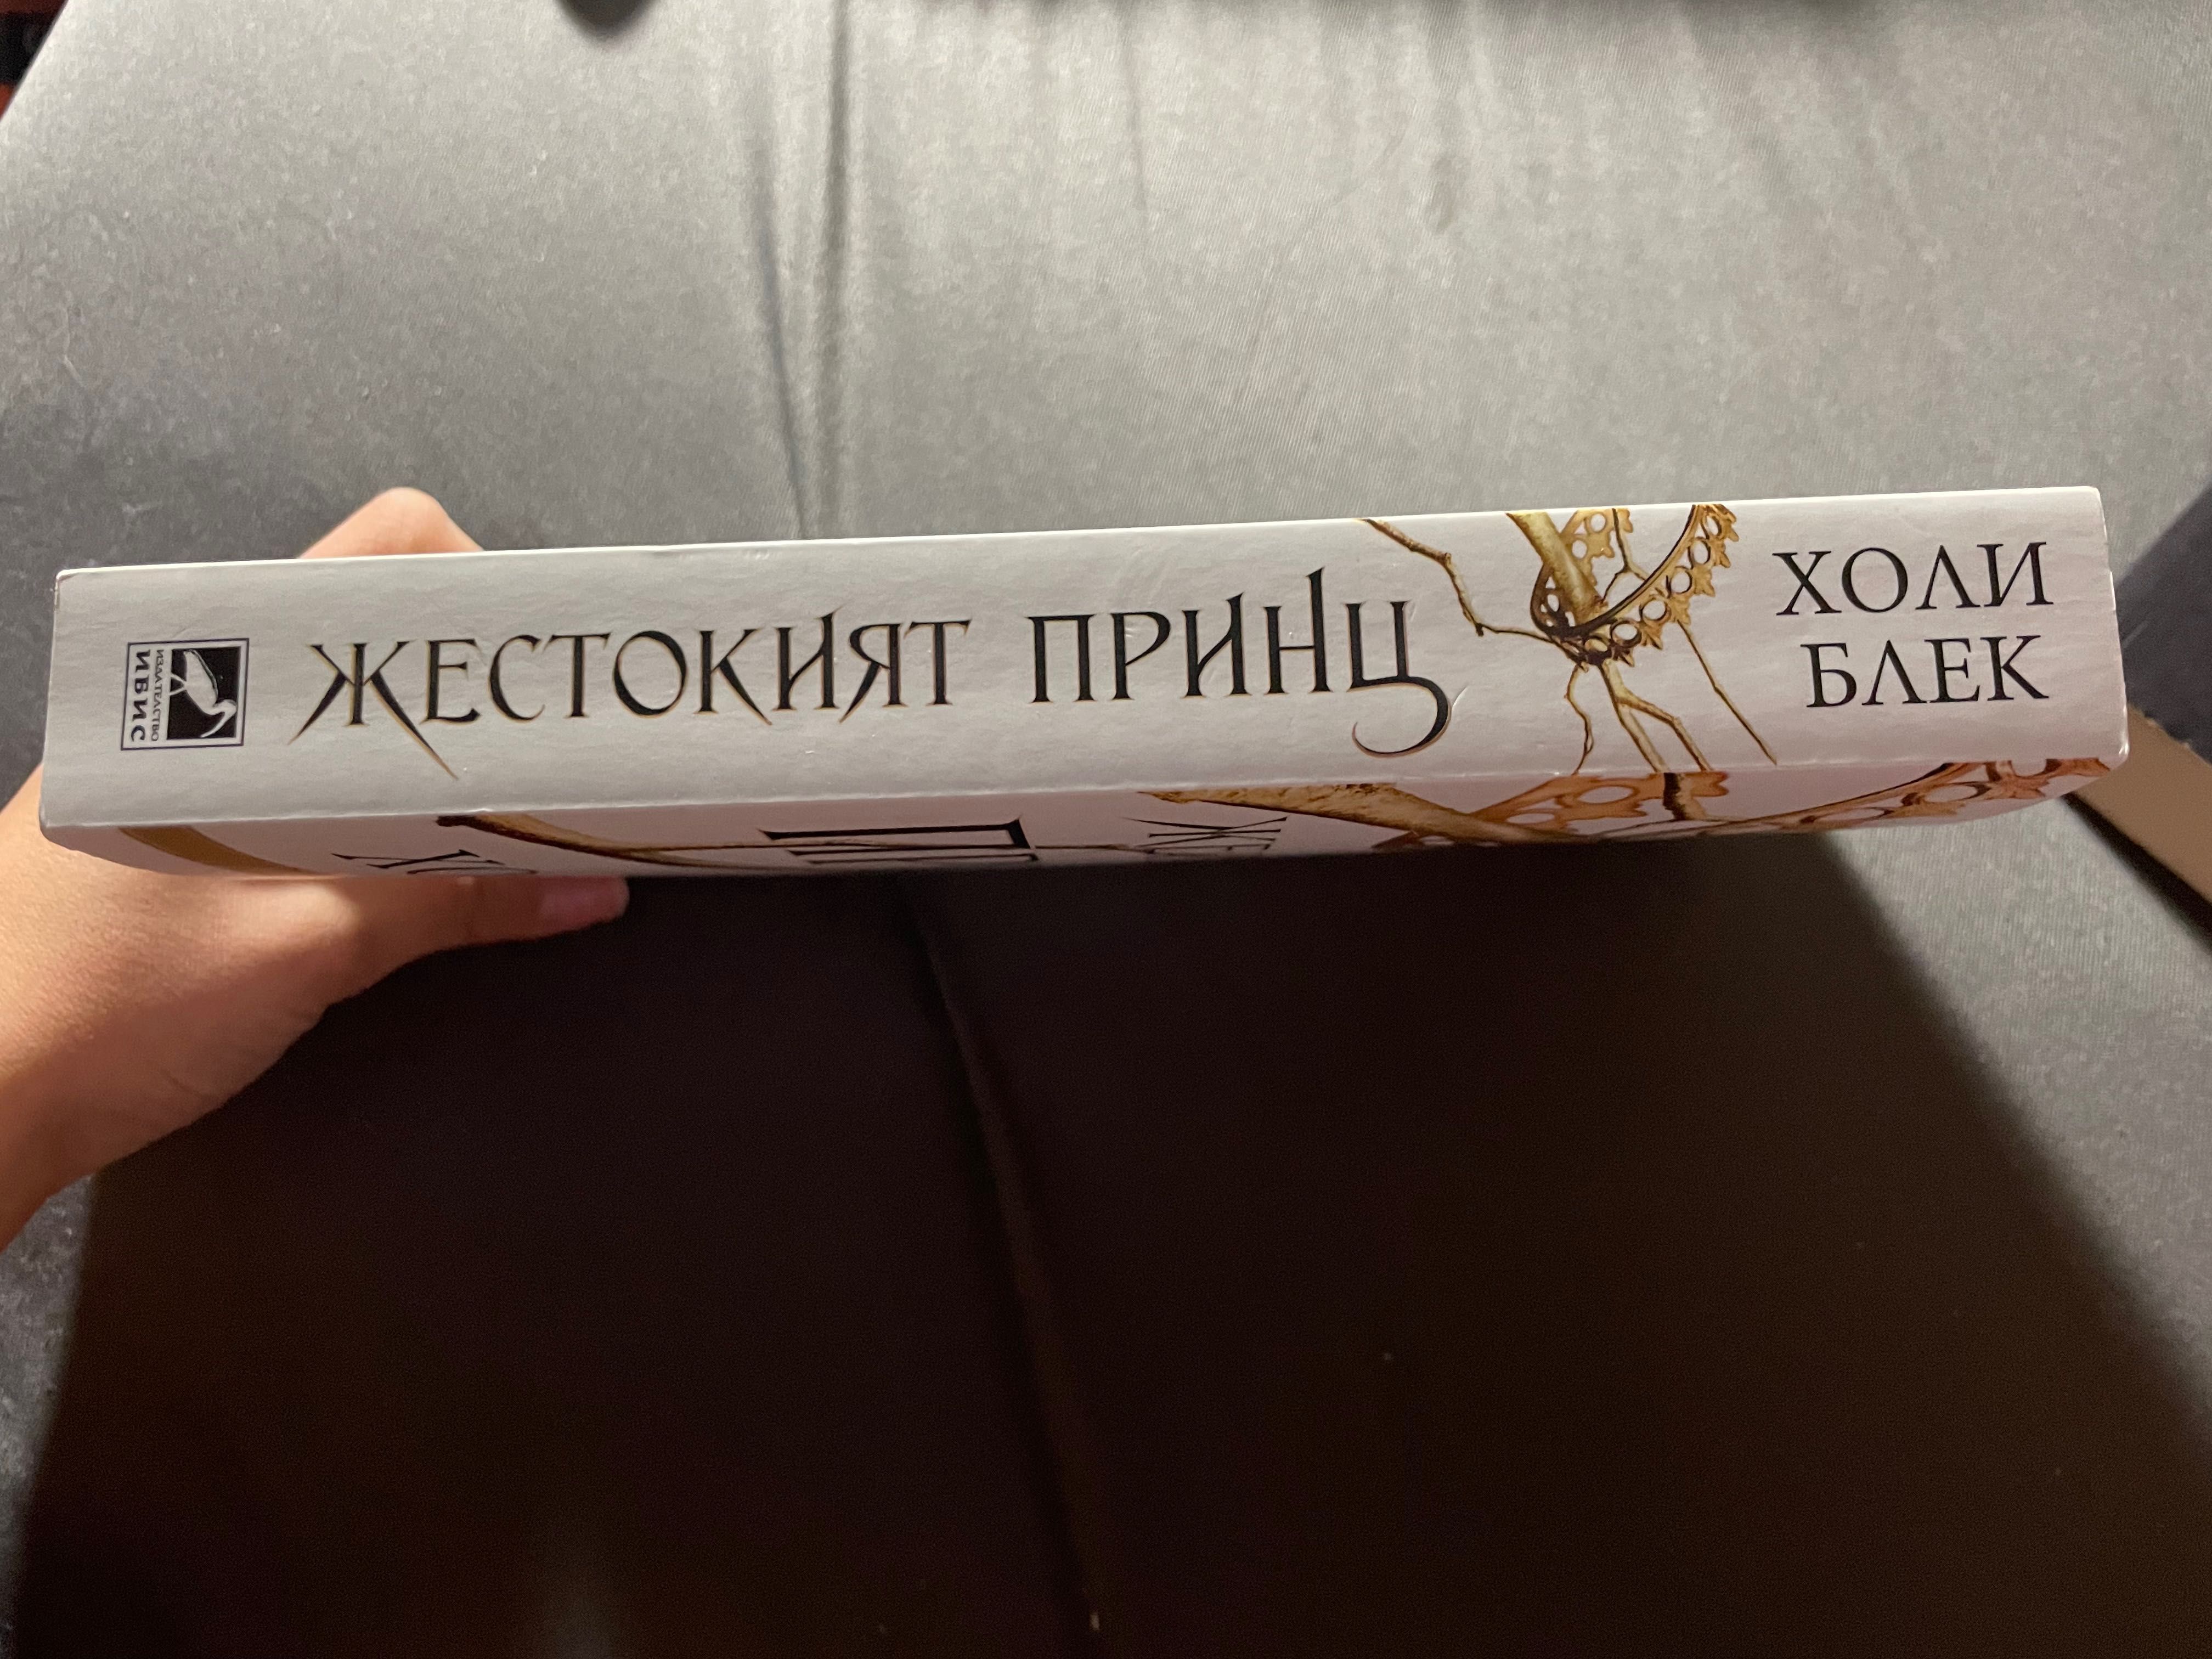 ИЗДАТЕЛСТВО
ИБИС
ЖЕСТОКИЯТ ПРИНЦ
ХОЛИ
БЛЕК